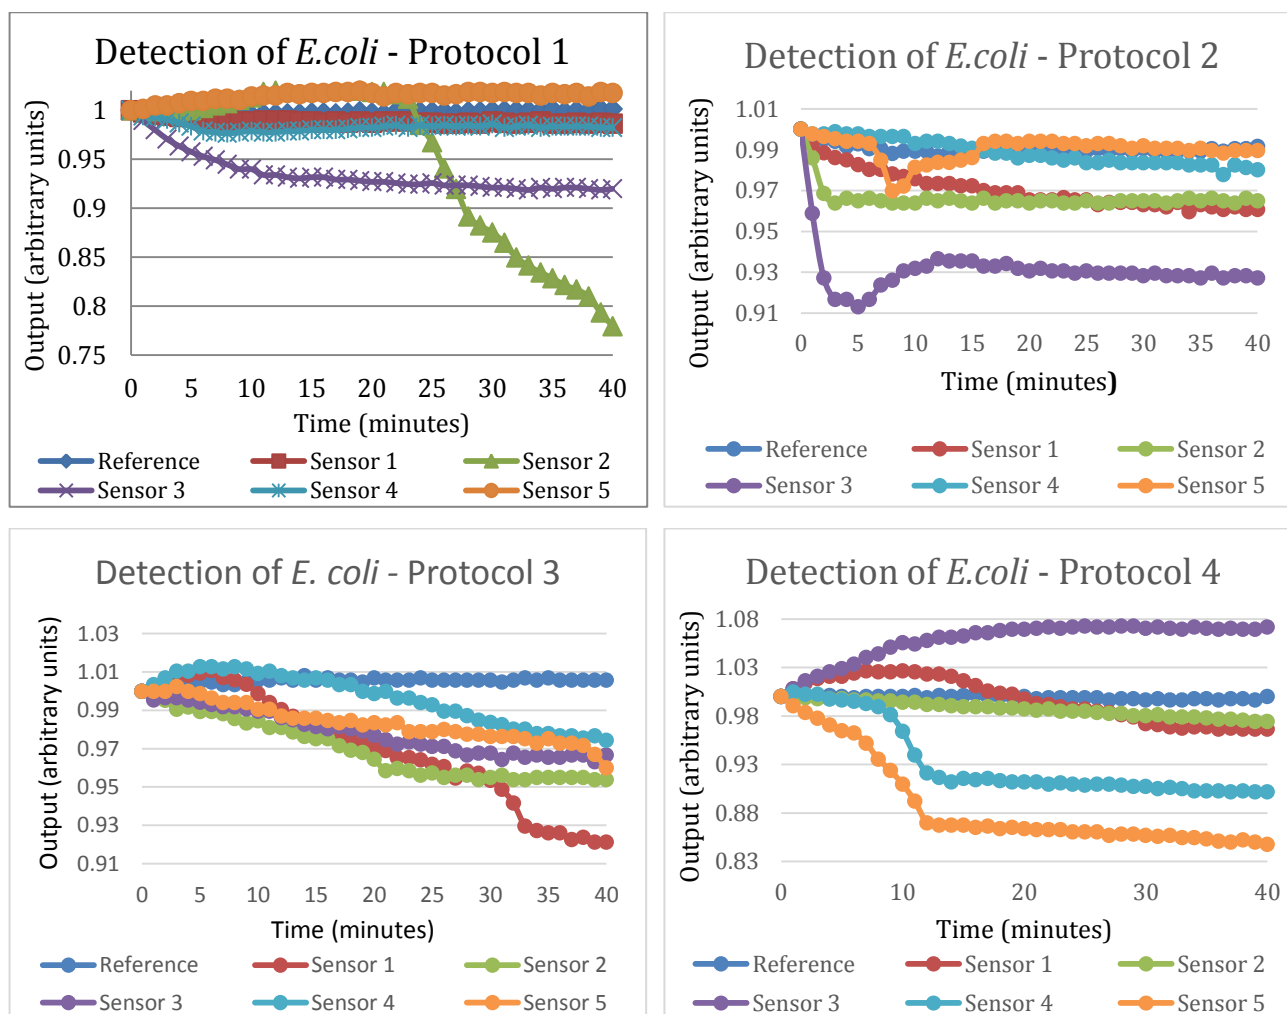 Detection of E.coli - Protocol 1
Output (arbitrary units)
1
0.95
0.9
0.85
0.8
0.75
0 5 10 15 20 25 30 35 40
Time (minutes)
Reference Sensor 1 Sensor 2
Sensor 3 Sensor 4 Sensor 5
Detection of E.coli - Protocol 2
Output (arbitrary units)
1.01
0.99
0.97
0.95
0.93
0.91
0 5 10 15 20 25 30 35 40
Time (minutes)
Reference Sensor 1 Sensor 2
Sensor 3 Sensor 4 Sensor 5
Detection of E. coli - Protocol 3
Output (arbitrary units)
1.03
1.01
0.99
0.97
0.95
0.93
0.91
0 5 10 15 20 25 30 35 40
Time (minutes)
Reference Sensor 1 Sensor 2
Sensor 3 Sensor 4 Sensor 5
Detection of E.coli - Protocol 4
Output (arbitrary units)
1.08
1.03
0.98
0.93
0.88
0.83
0 10 20 30 40
Time (minutes)
Reference Sensor 1 Sensor 2
Sensor 3 Sensor 4 Sensor 5